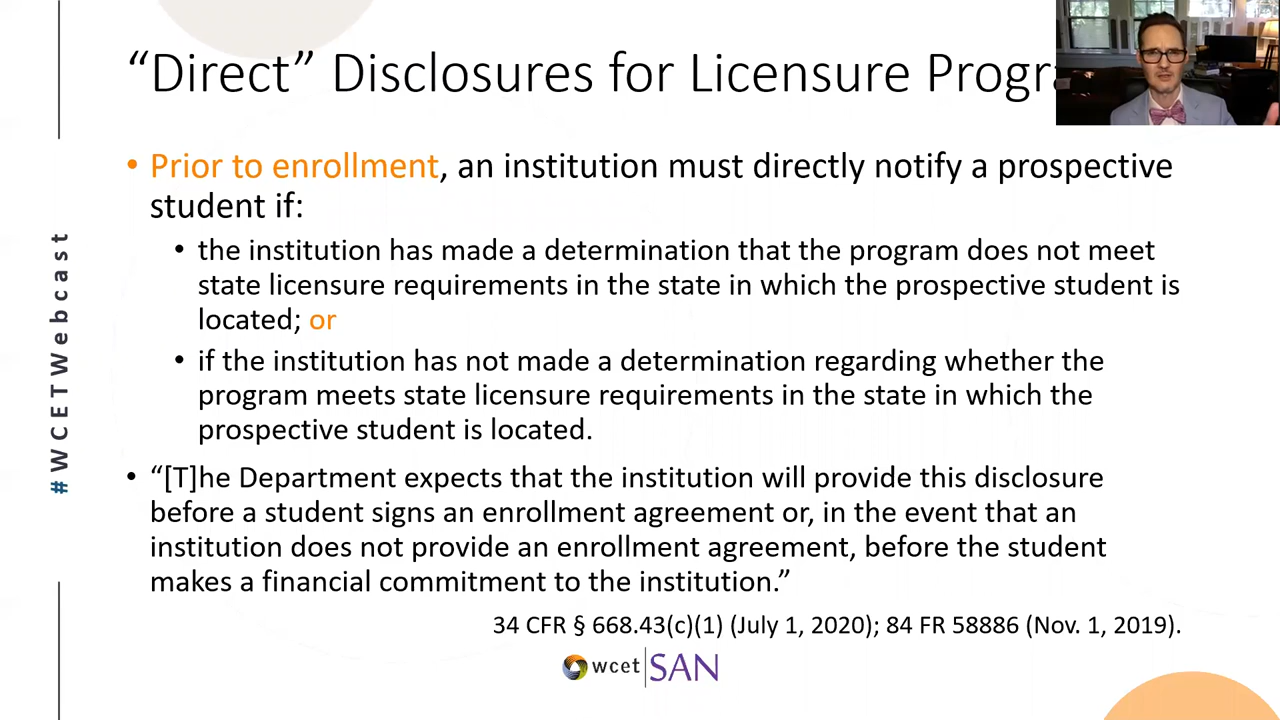 “Direct” Disclosures for Licensure Progra
• Prior to enrollment, an institution must directly notify a prospective
student if:
• the institution has made a determination that the program does not meet
state licensure requirements in the state in which the prospective student is
located; or
• if the institution has not made a determination regarding whether the
program meets state licensure requirements in the state in which the
prospective student is located.
• “[T]he Department expects that the institution will provide this disclosure
before a student signs an enrollment agreement or, in the event that an
institution does not provide an enrollment agreement, before the student
makes a financial commitment to the institution.”
34 CFR § 668.43(c)(1) (July 1, 2020); 84 FR 58886 (Nov. 1, 2019).
wcet SAN
#WCETWebcast